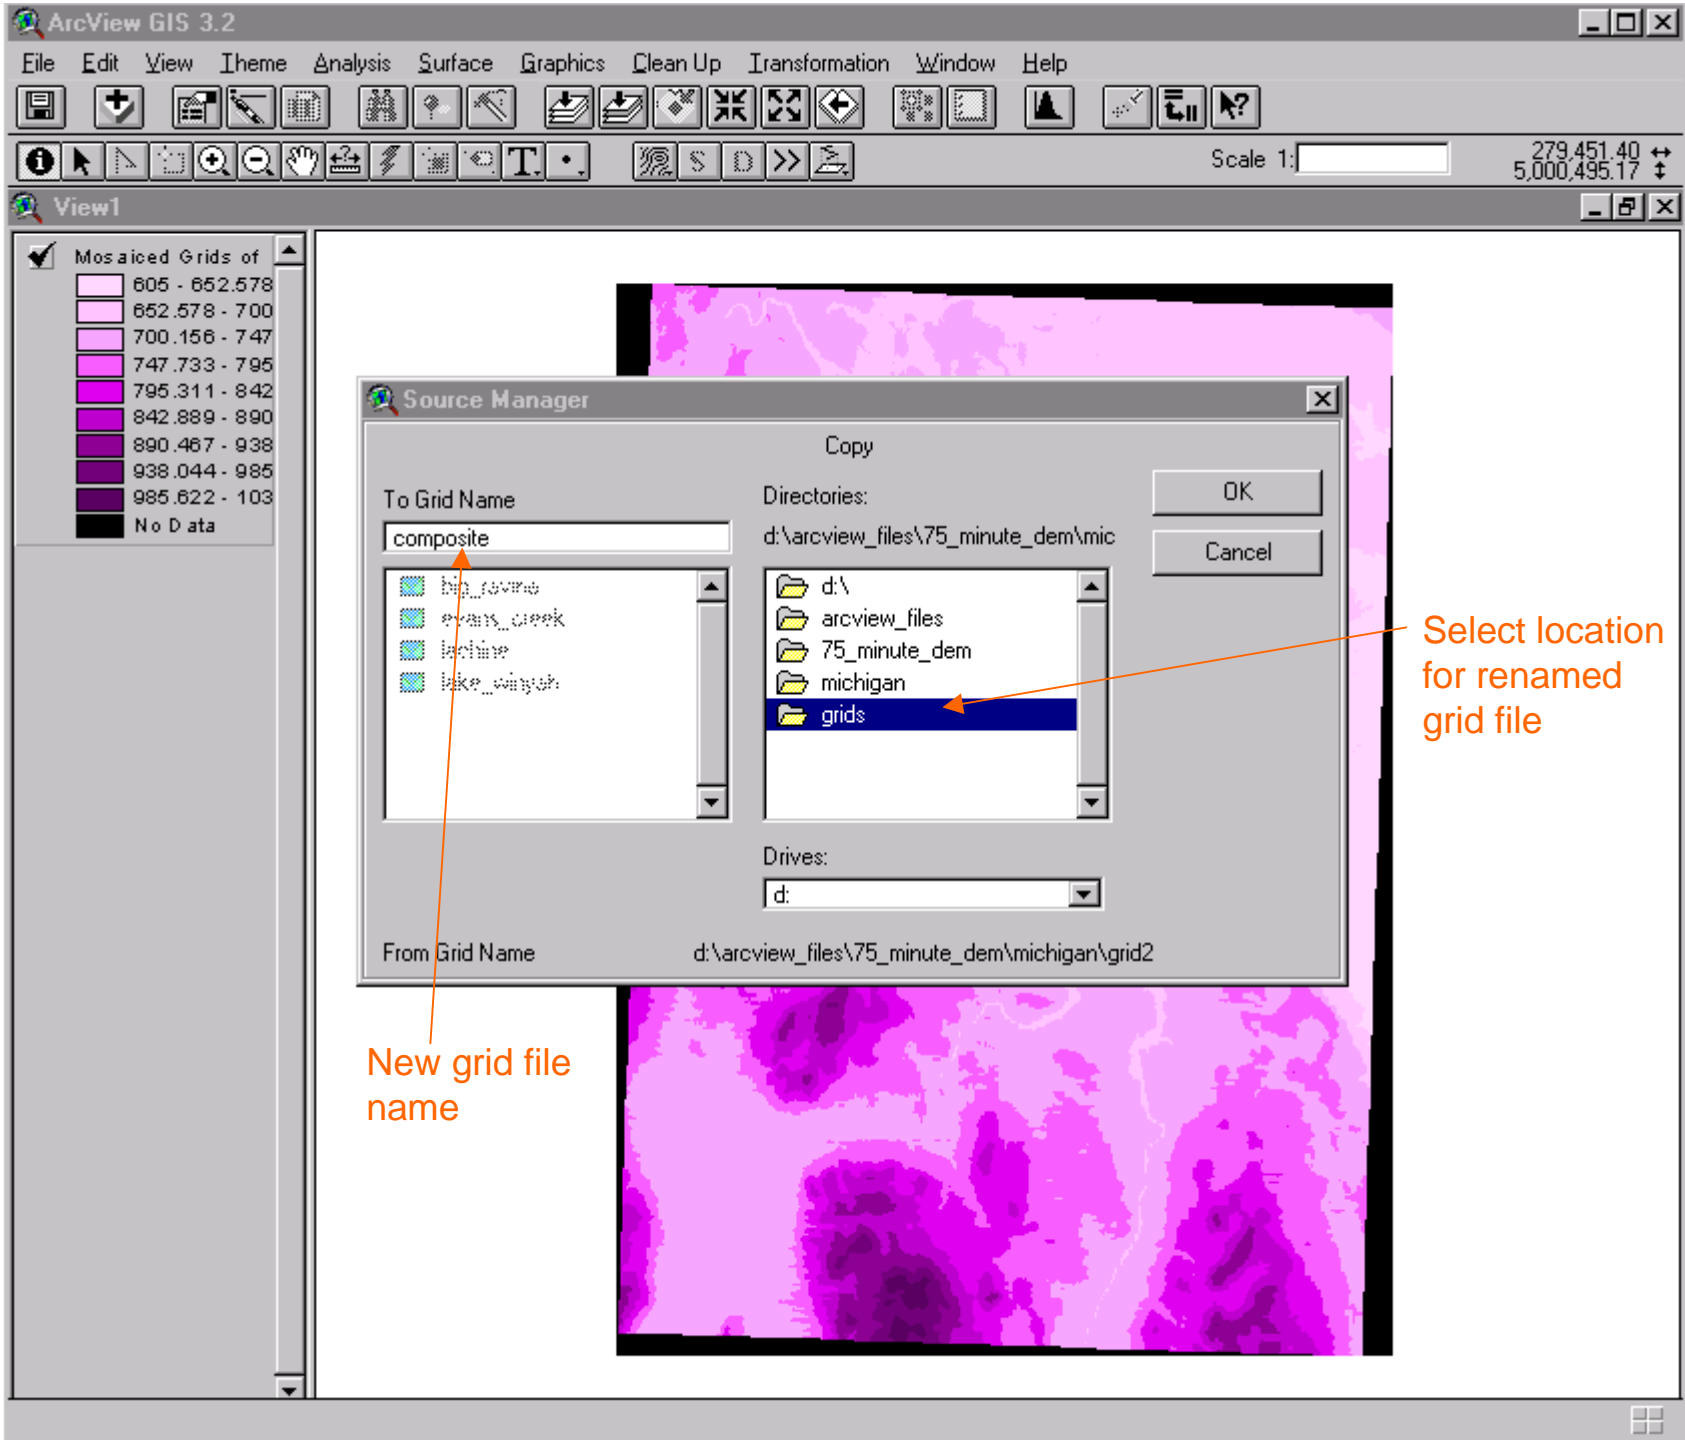 ArcView GIS 3.2
File Edit View Theme Analysis Surface Graphics Clean Up Transformation Window Help
T. S D >> Scale 1: 279,451.40
5,000,495.17
View1
Mosaiced Grids of
605 - 652.578
652.578 - 700
700.156 - 747
747.733 - 795
795.311 - 842
842.889 - 890
890.467 - 938
938.044 - 985
985.622 - 103
No Data
Source Manager
Copy
To Grid Name
composite
big_ravine
evans_creek
lachine
lake_winyah
Directories:
d:\arcview_files\75_minute_dem\mic
d:\
arcview_files
75_minute_dem
michigan
grids
OK
Cancel
Drives:
d:
From Grid Name d:\arcview_files\75_minute_dem\michigan\grid2
Select location
for renamed
grid file
New grid file
name